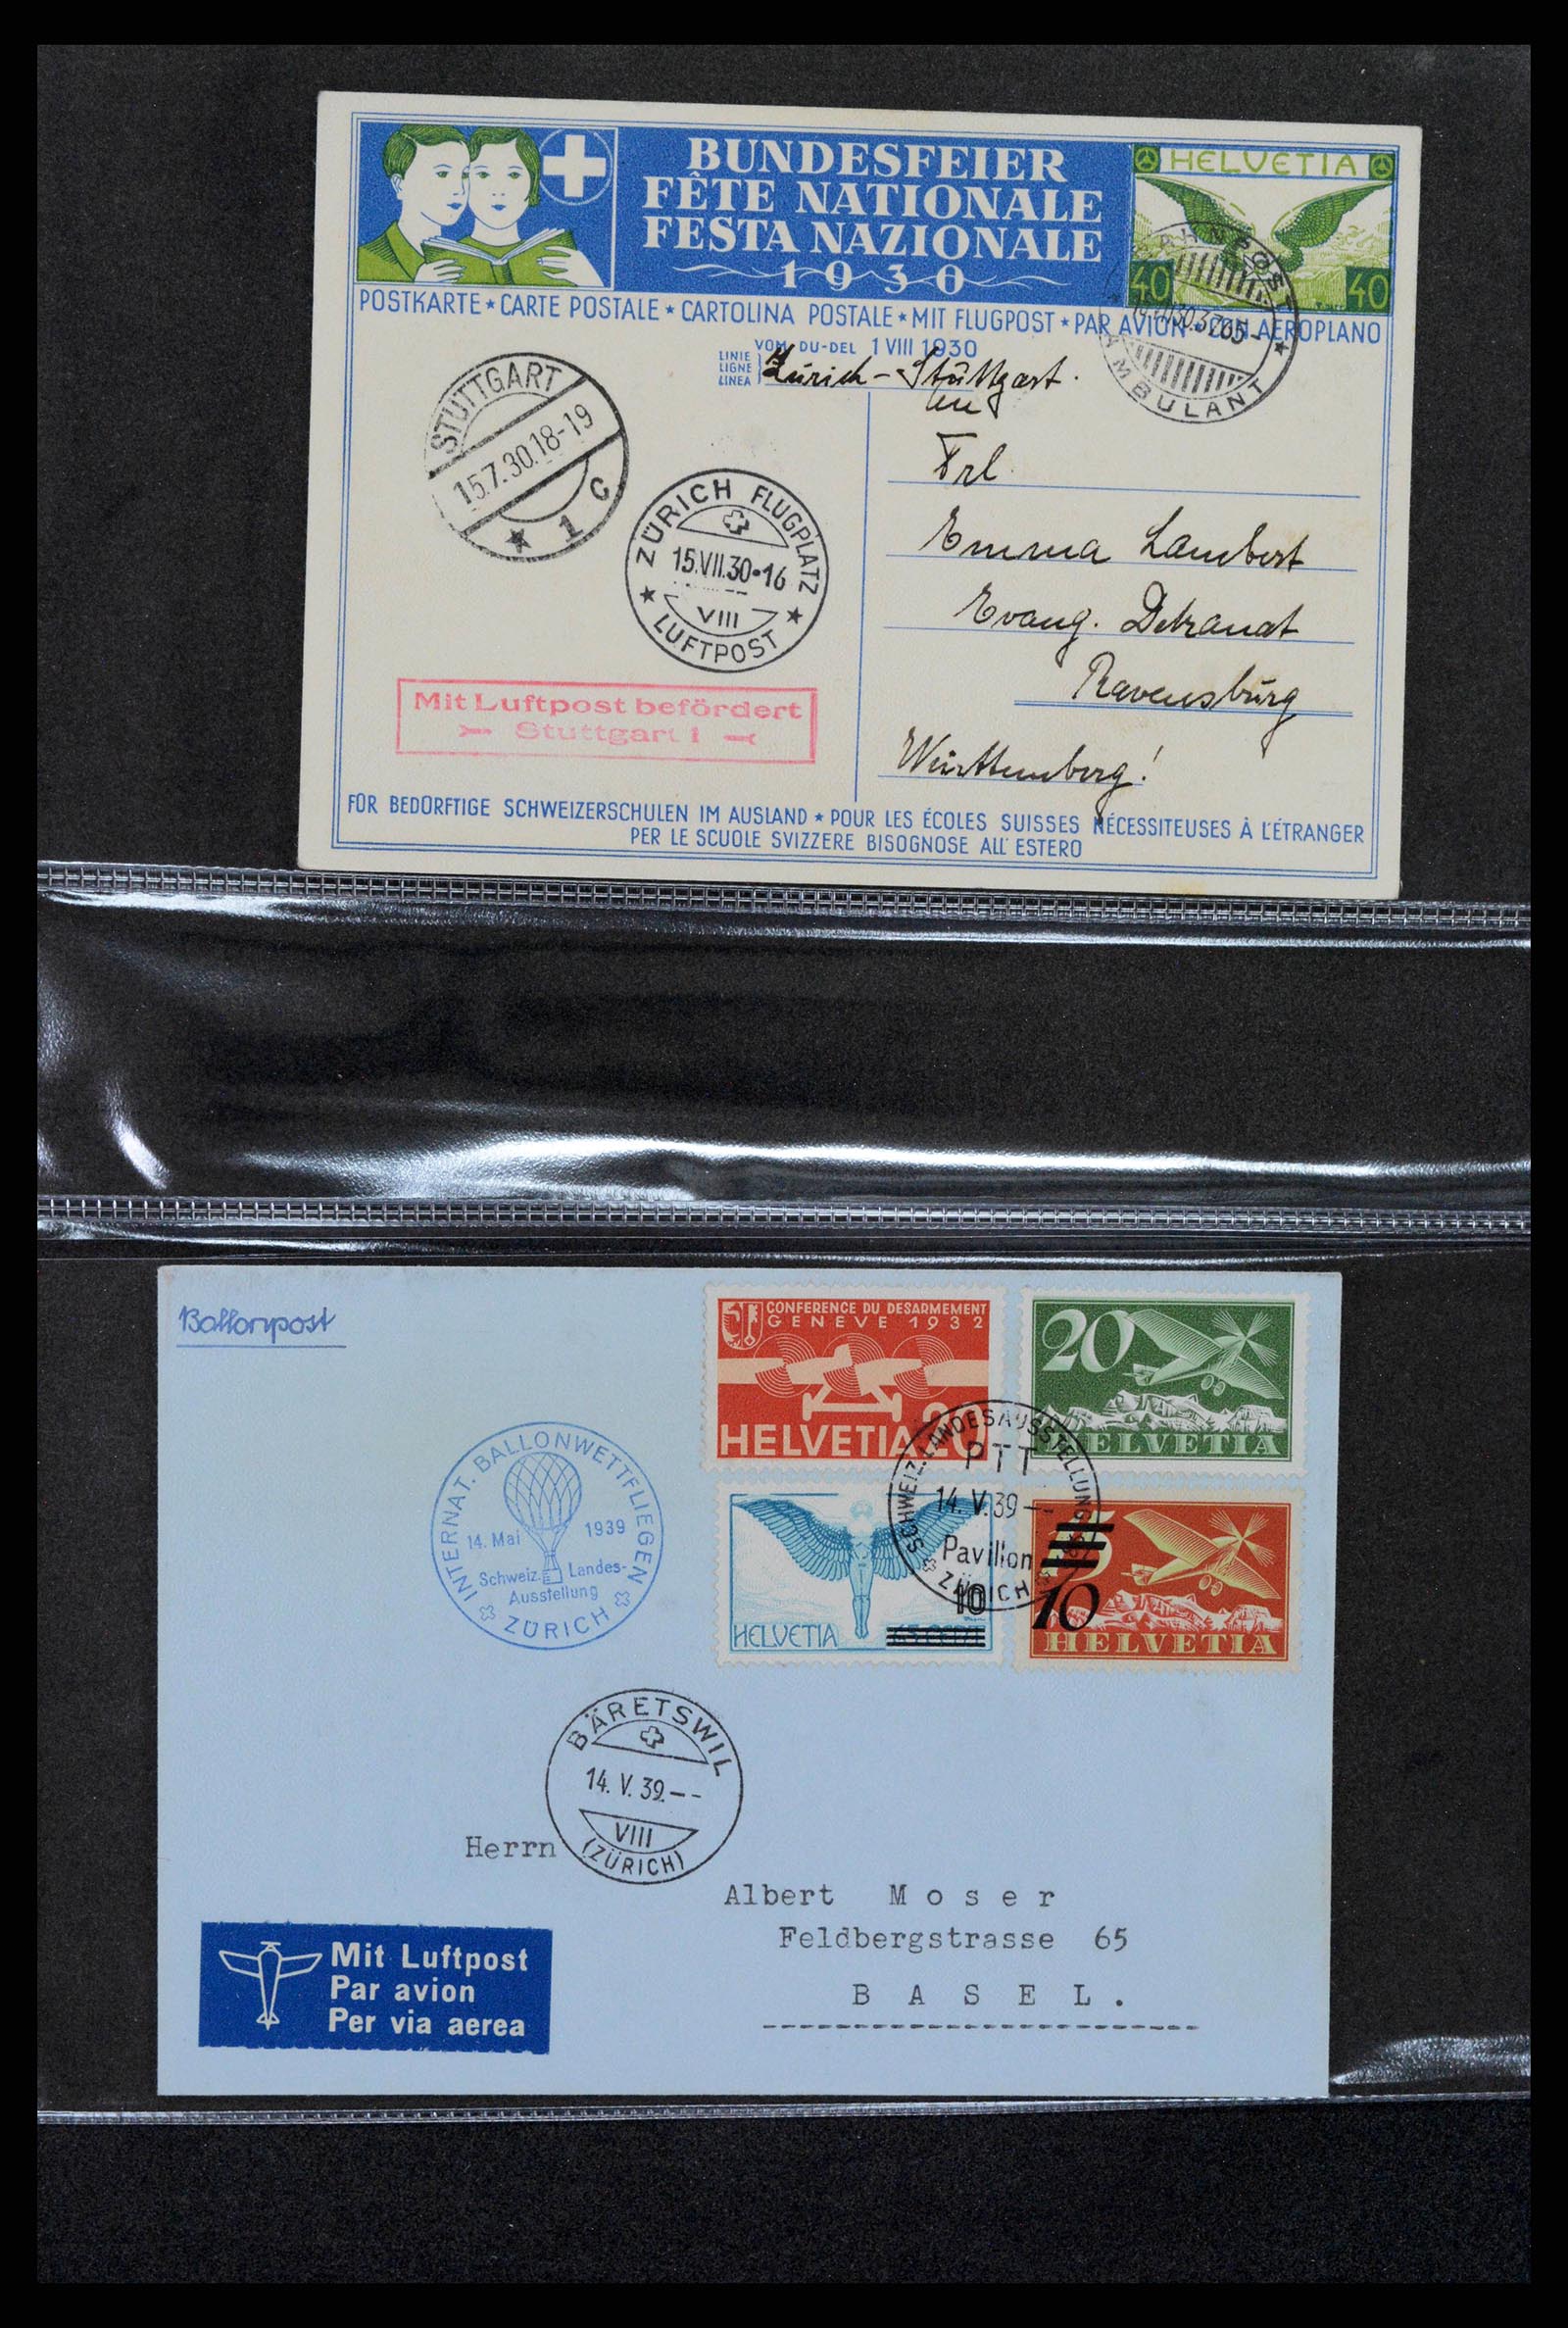 BUNDESFEIER
FÊTE NATIONALE
FESTA NAZIONALE
1930
HELVETIA
40 40
POSTKARTE ★ CARTE POSTALE ★ CARTOLINA POSTALE ★ MIT FLUGPOST ★ PAR AVION ★ CON AEROPLANO
VOM - DU - DEL 1 VIII 1930
LINIE
LIGNE
LINEA
Zürich - Stuttgart.
BAHNPOST
AMBULANT
STUTTGART
15.7.30.18-19
★ 1 c
ZÜRICH FLUGPLATZ
15.VII.30-16
VIII
LUFTPOST
An
Frl.
Emma Lambert
Evang. Dekanat
Ravensburg
Württemberg!
Mit Luftpost befördert
Stuttgart 1
FÜR BEDÜRFTIGE SCHWEIZERSCHULEN IM AUSLAND ★ POUR LES ÉCOLES SUISSES NÉCESSITEUSES À L'ÉTRANGER
PER LE SCUOLE SVIZZERE BISOGNOSE ALL' ESTERO
Ballonpost
CONFERENCE DU DESARMEMENT
GENEVE 1932
HELVETIA 20
20
HELVETIA
HELVETIA
10
15
10
HELVETIA
SCHWEIZ. LANDESAUSSTELLUNG
PTT
14.V.39--
Pavillon
ZÜRICH
INTERNAT. BALLONWETTFLIEGEN
14. Mai 1939
Schweiz. Landes-
Ausstellung
ZÜRICH
BÄRETSWIL
14.V.39.--
VIII
(ZÜRICH)
Herrn
Albert Moser
Feldbergstrasse 65
BASEL.
Mit Luftpost
Par avion
Per via aerea